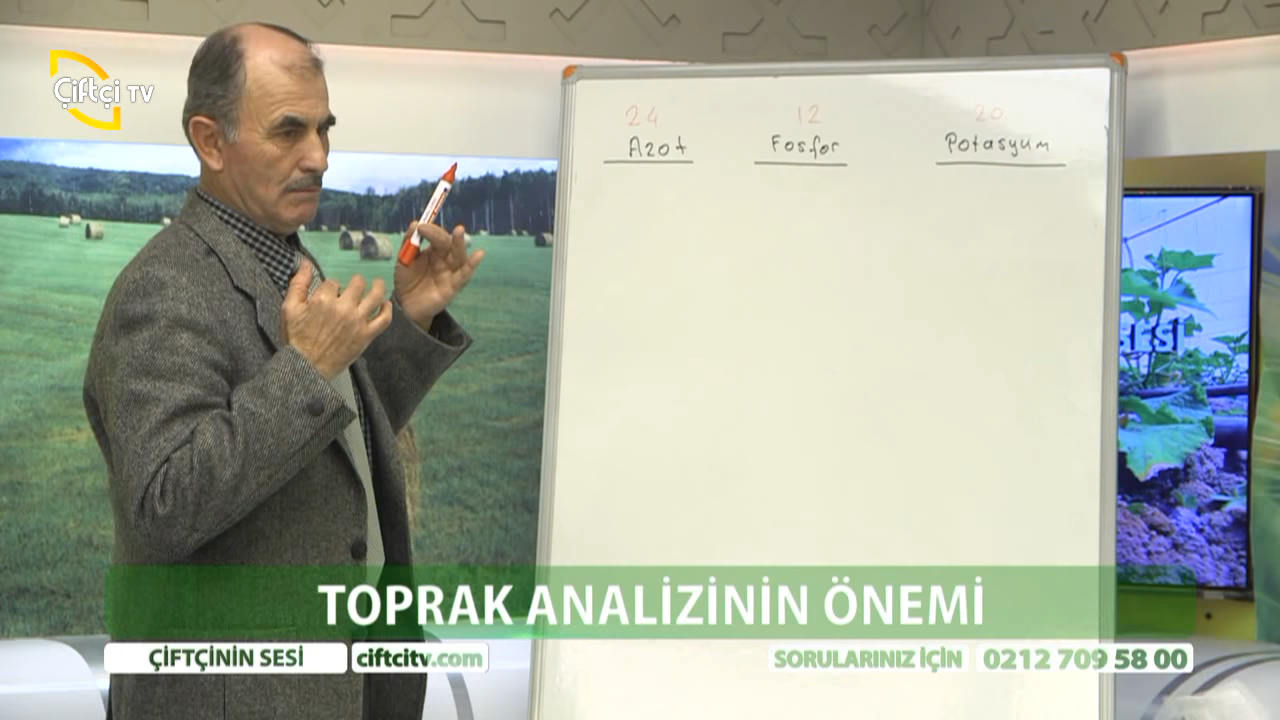 Çiftçi TV
24 12 20
Azot Fosfor Potasyum
TOPRAK ANALİZİNİN ÖNEMİ
ÇİFTÇİNİN SESİ ciftcitv.com SORULARINIZ İÇİN 0212 709 58 00